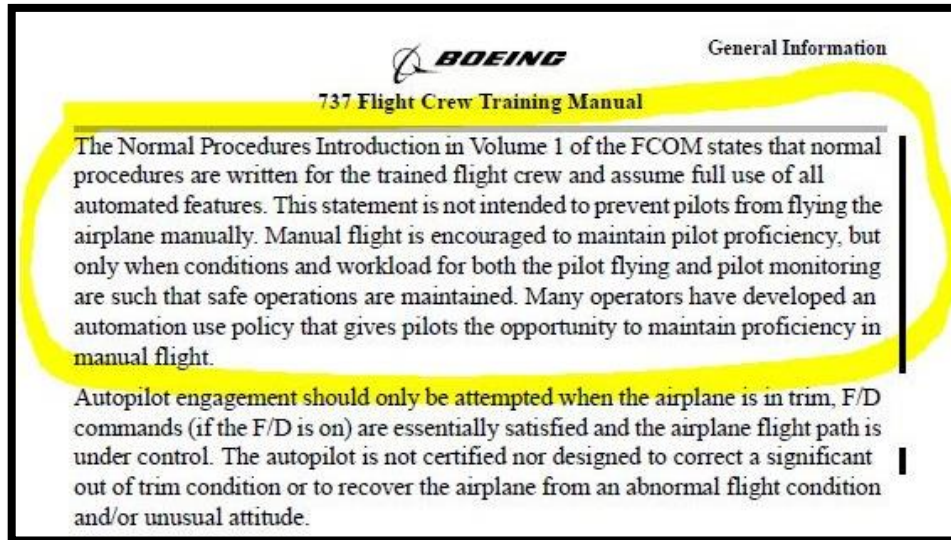 BOEING
General Information
737 Flight Crew Training Manual
The Normal Procedures Introduction in Volume 1 of the FCOM states that normal
procedures are written for the trained flight crew and assume full use of all
automated features. This statement is not intended to prevent pilots from flying the
airplane manually. Manual flight is encouraged to maintain pilot proficiency, but
only when conditions and workload for both the pilot flying and pilot monitoring
are such that safe operations are maintained. Many operators have developed an
automation use policy that gives pilots the opportunity to maintain proficiency in
manual flight.
Autopilot engagement should only be attempted when the airplane is in trim, F/D
commands (if the F/D is on) are essentially satisfied and the airplane flight path is
under control. The autopilot is not certified nor designed to correct a significant
out of trim condition or to recover the airplane from an abnormal flight condition
and/or unusual attitude.